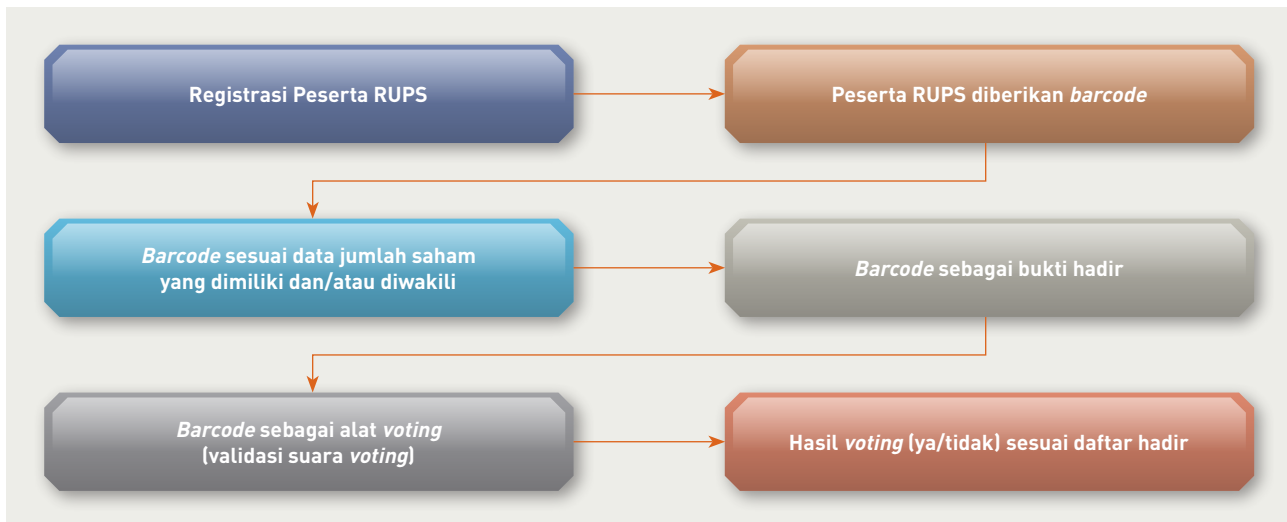 Registrasi Peserta RUPS
Peserta RUPS diberikan barcode
Barcode sesuai data jumlah saham
yang dimiliki dan/atau diwakili
Barcode sebagai bukti hadir
Barcode sebagai alat voting
(validasi suara voting)
Hasil voting (ya/tidak) sesuai daftar hadir